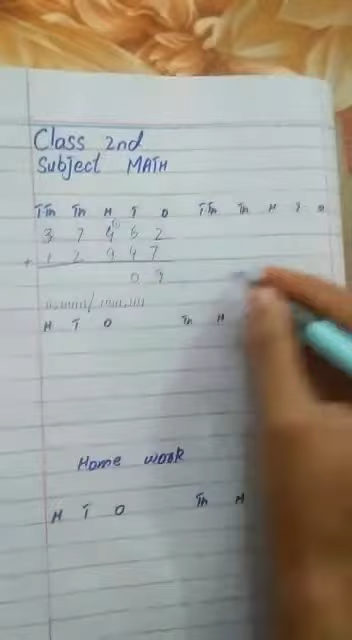 Class 2nd
Subject MATH
TTh Th H T O TTh Th H T O
3 7 4 5 2
+ 1 2 9 4 7
0 9
H T O Th H
Home work
H T O Th H